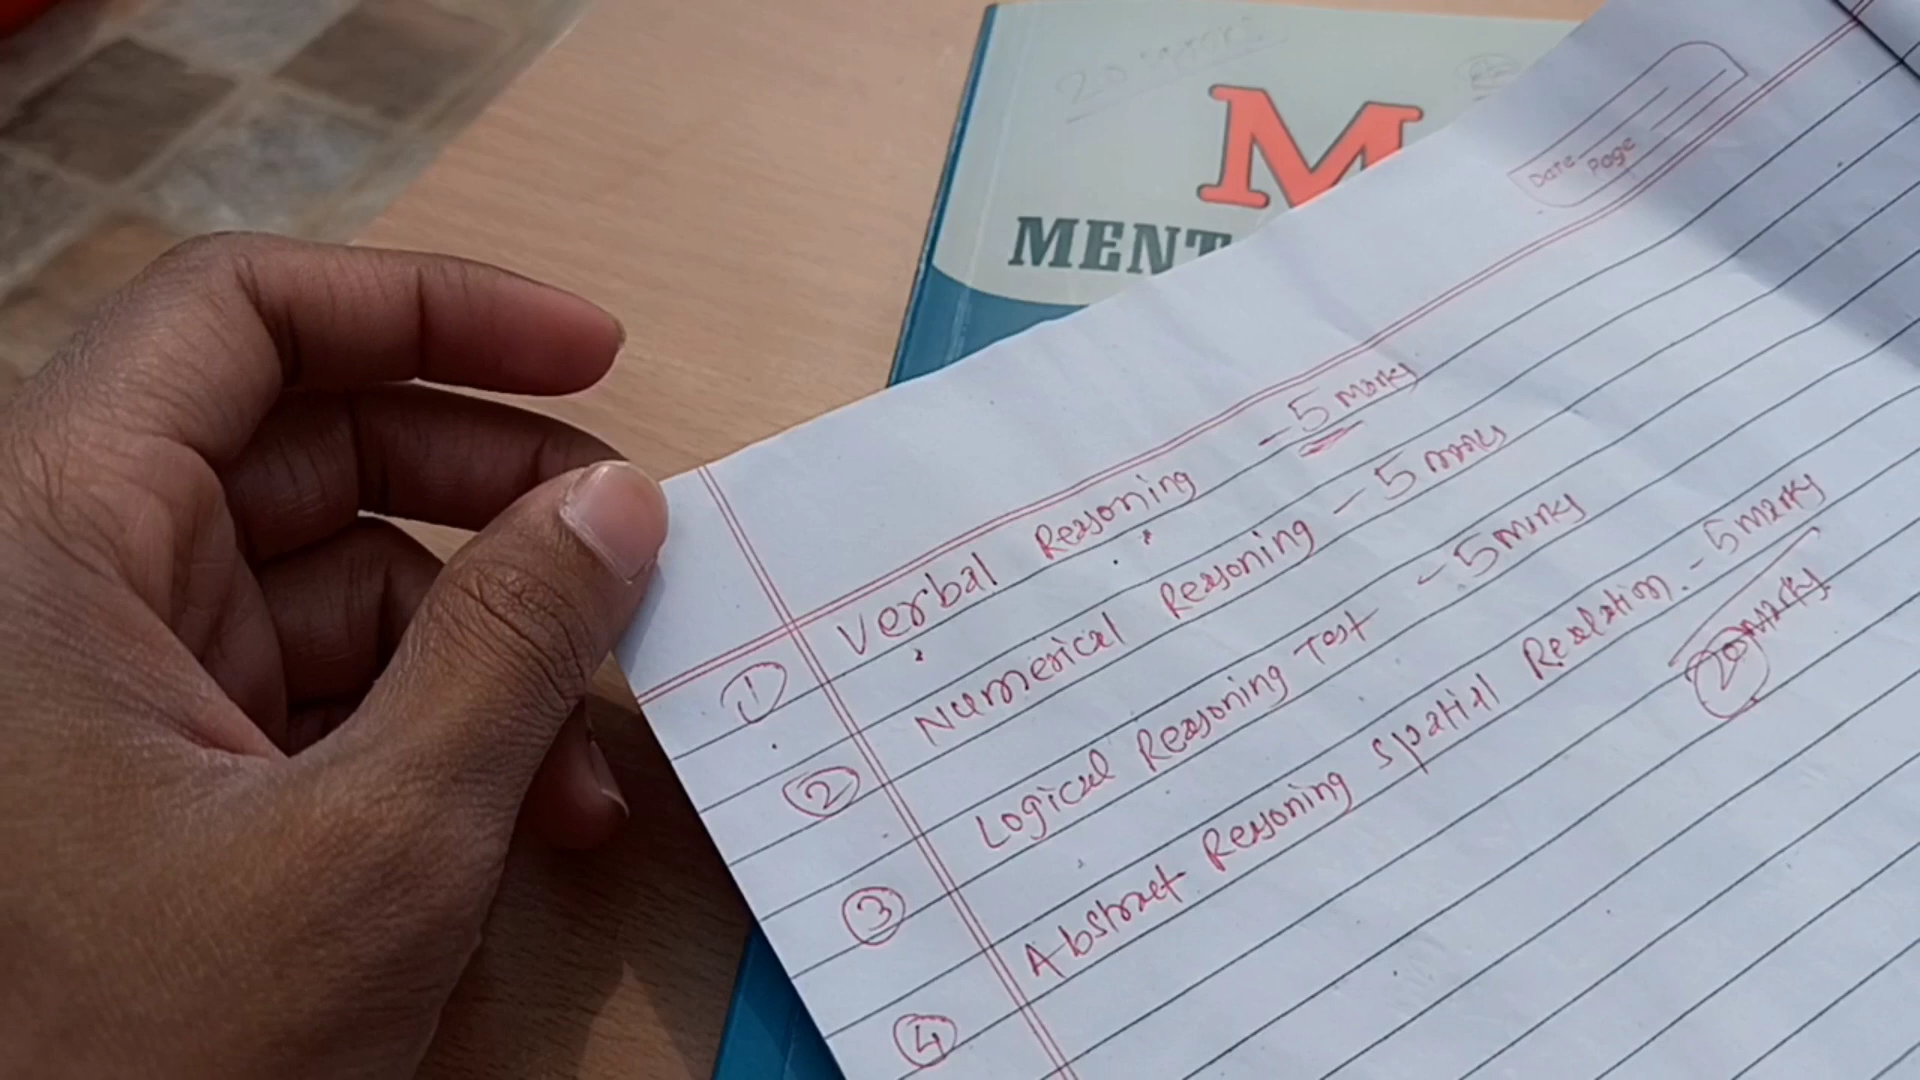 M
MENT
Date
Page
① Verbal Reasoning - 5 marks
② Numerical Reasoning - 5 marks
③ Logical Reasoning Test - 5 marks
④ Abstract Reasoning Spatial Realation. - 5 marks
20 marks